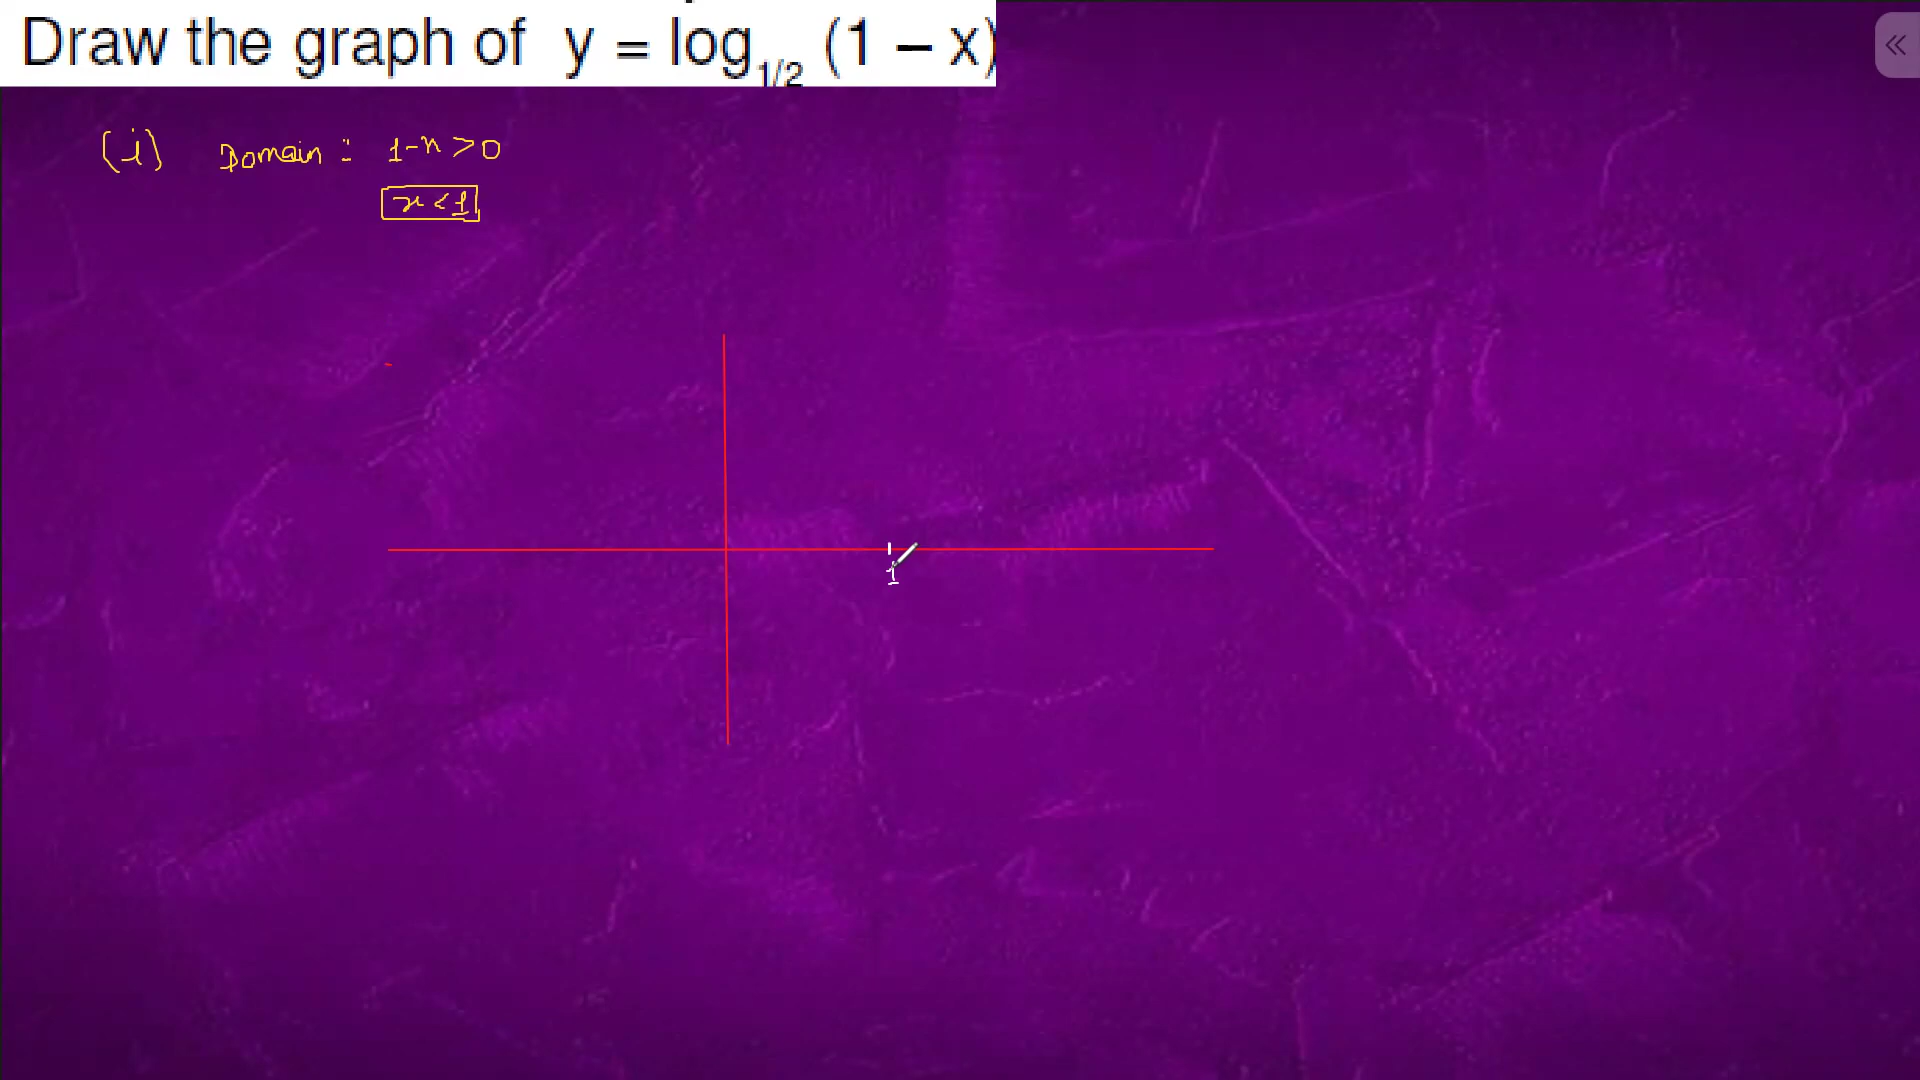 Draw the graph of y = log1/2 (1 – x)
(i) Domain : 1-x > 0
x < 1
1